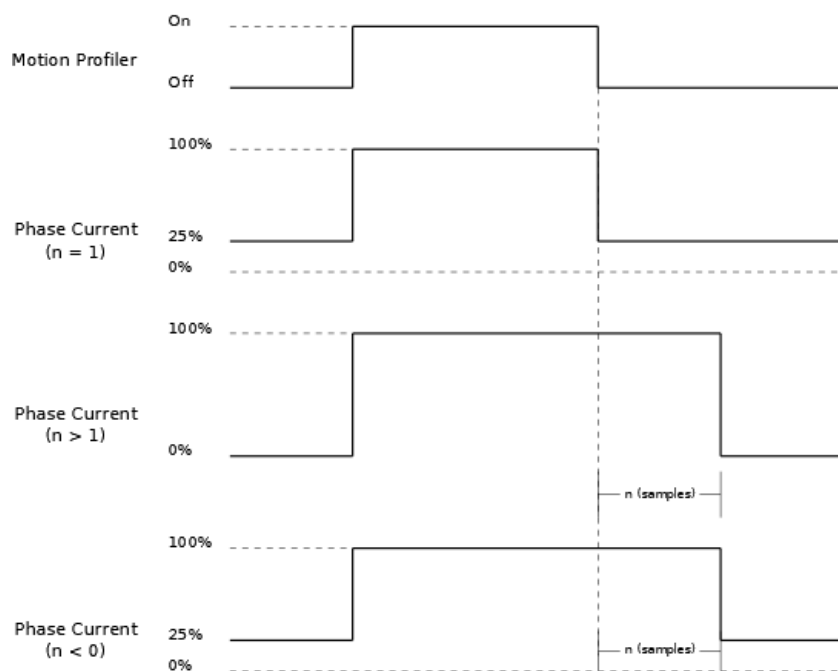 On
Motion Profiler
Off
100%
Phase Current
(n = 1)
25%
0%
100%
Phase Current
(n > 1)
0%
n (samples)
100%
Phase Current
(n < 0)
25%
n (samples)
0%